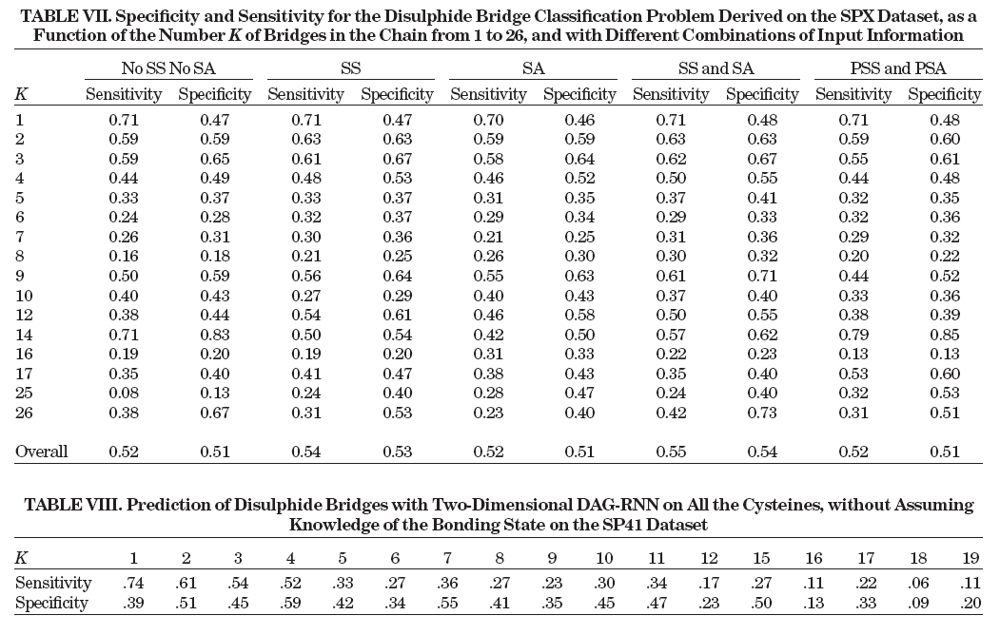 TABLE VII. Specificity and Sensitivity for the Disulphide Bridge Classification Problem Derived on the SPX Dataset, as a
Function of the Number K of Bridges in the Chain from 1 to 26, and with Different Combinations of Input Information
No SS No SA SS SA SS and SA PSS and PSA
K Sensitivity Specificity Sensitivity Specificity Sensitivity Specificity Sensitivity Specificity Sensitivity Specificity
1 0.71 0.47 0.71 0.47 0.70 0.46 0.71 0.48 0.71 0.48
2 0.59 0.59 0.63 0.63 0.59 0.59 0.63 0.63 0.59 0.60
3 0.59 0.65 0.61 0.67 0.58 0.64 0.62 0.67 0.55 0.61
4 0.44 0.49 0.48 0.53 0.46 0.52 0.50 0.55 0.44 0.48
5 0.33 0.37 0.33 0.37 0.31 0.35 0.37 0.41 0.32 0.35
6 0.24 0.28 0.32 0.37 0.29 0.34 0.29 0.33 0.32 0.36
7 0.26 0.31 0.30 0.36 0.21 0.25 0.31 0.36 0.29 0.32
8 0.16 0.18 0.21 0.25 0.26 0.30 0.30 0.32 0.20 0.22
9 0.50 0.59 0.56 0.64 0.55 0.63 0.61 0.71 0.44 0.52
10 0.40 0.43 0.27 0.29 0.40 0.43 0.37 0.40 0.33 0.36
12 0.38 0.44 0.54 0.61 0.46 0.58 0.50 0.55 0.38 0.39
14 0.71 0.83 0.50 0.54 0.42 0.50 0.57 0.62 0.79 0.85
16 0.19 0.20 0.19 0.20 0.31 0.33 0.22 0.23 0.13 0.13
17 0.35 0.40 0.41 0.47 0.38 0.43 0.35 0.40 0.53 0.60
25 0.08 0.13 0.24 0.40 0.28 0.47 0.24 0.40 0.32 0.53
26 0.38 0.67 0.31 0.53 0.23 0.40 0.42 0.73 0.31 0.51
Overall 0.52 0.51 0.54 0.53 0.52 0.51 0.55 0.54 0.52 0.51
TABLE VIII. Prediction of Disulphide Bridges with Two-Dimensional DAG-RNN on All the Cysteines, without Assuming
Knowledge of the Bonding State on the SP41 Dataset
K 1 2 3 4 5 6 7 8 9 10 11 12 15 16 17 18 19
Sensitivity .74 .61 .54 .52 .33 .27 .36 .27 .23 .30 .34 .17 .27 .11 .22 .06 .11
Specificity .39 .51 .45 .59 .42 .34 .55 .41 .35 .45 .47 .23 .50 .13 .33 .09 .20